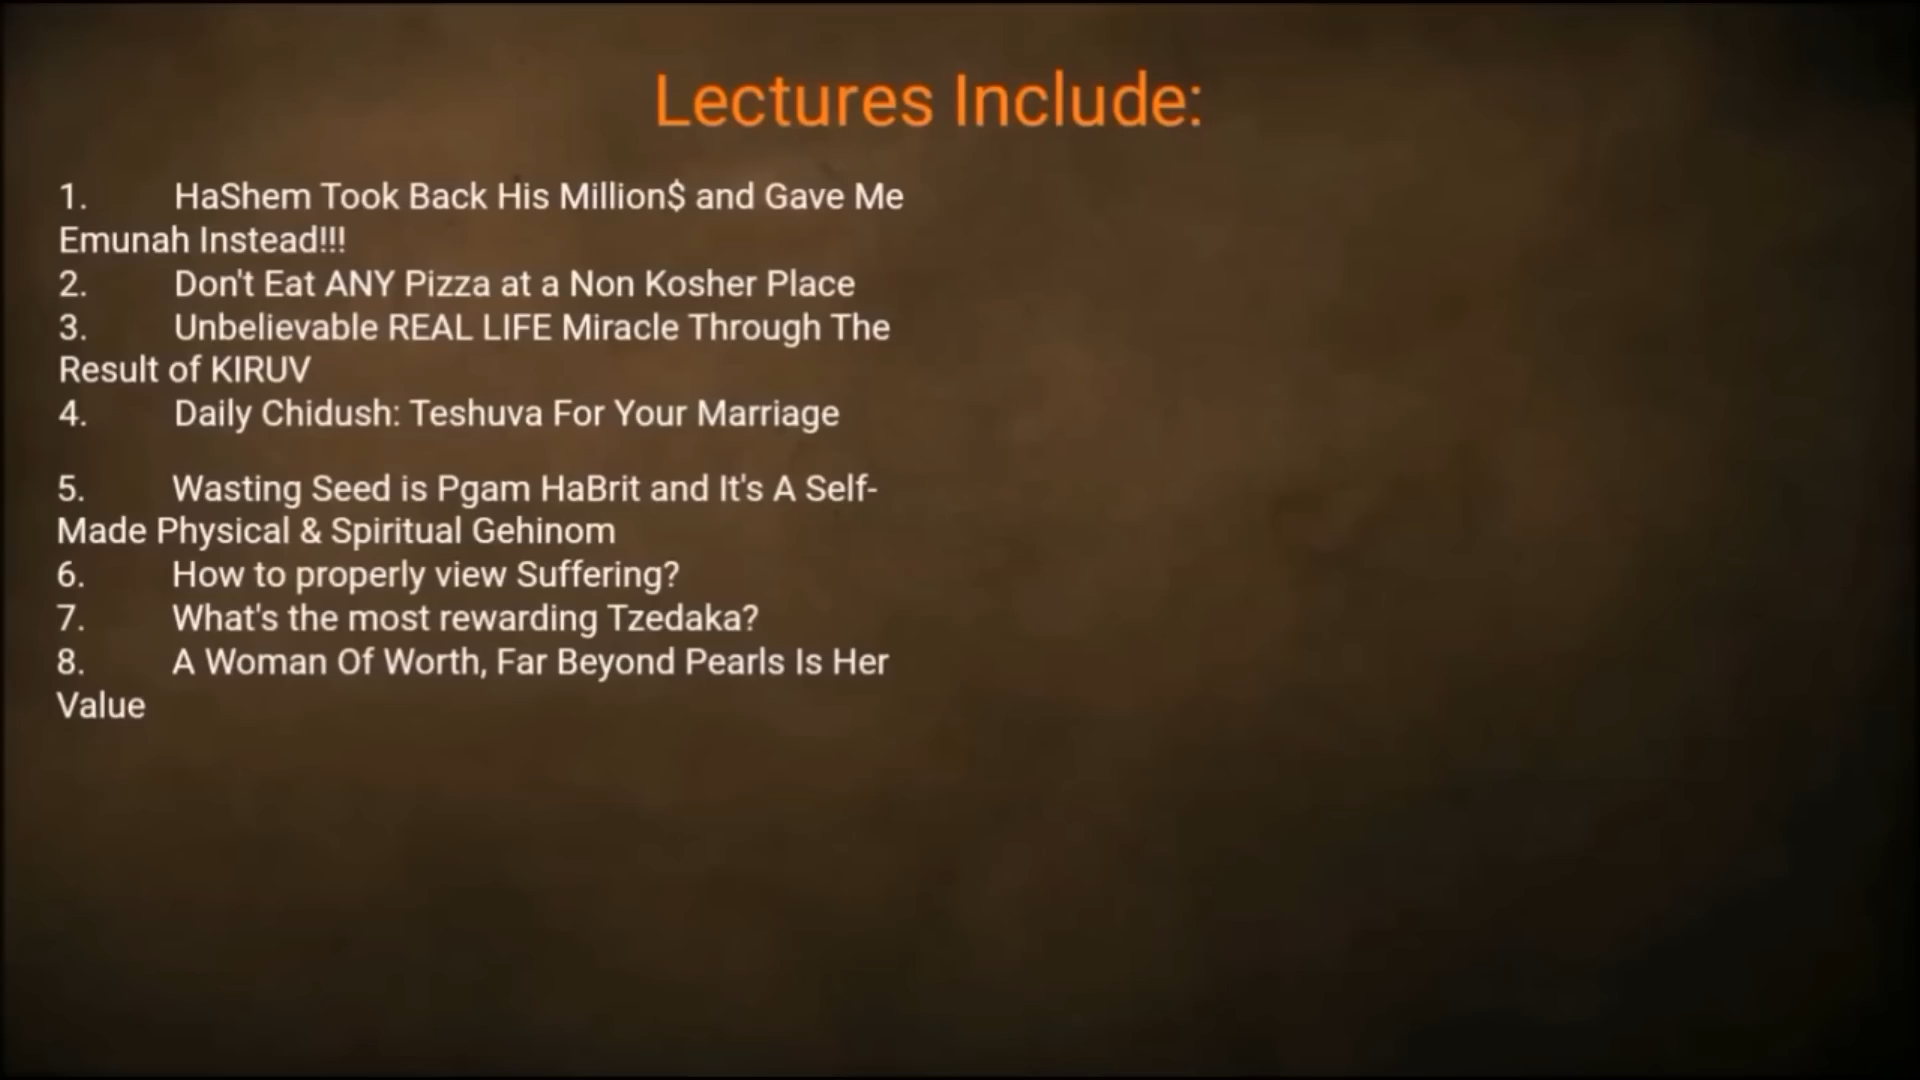 Lectures Include:
1. HaShem Took Back His Million$ and Gave Me
Emunah Instead!!!
2. Don't Eat ANY Pizza at a Non Kosher Place
3. Unbelievable REAL LIFE Miracle Through The
Result of KIRUV
4. Daily Chidush: Teshuva For Your Marriage
5. Wasting Seed is Pgam HaBrit and It's A Self-
Made Physical & Spiritual Gehinom
6. How to properly view Suffering?
7. What's the most rewarding Tzedaka?
8. A Woman Of Worth, Far Beyond Pearls Is Her
Value